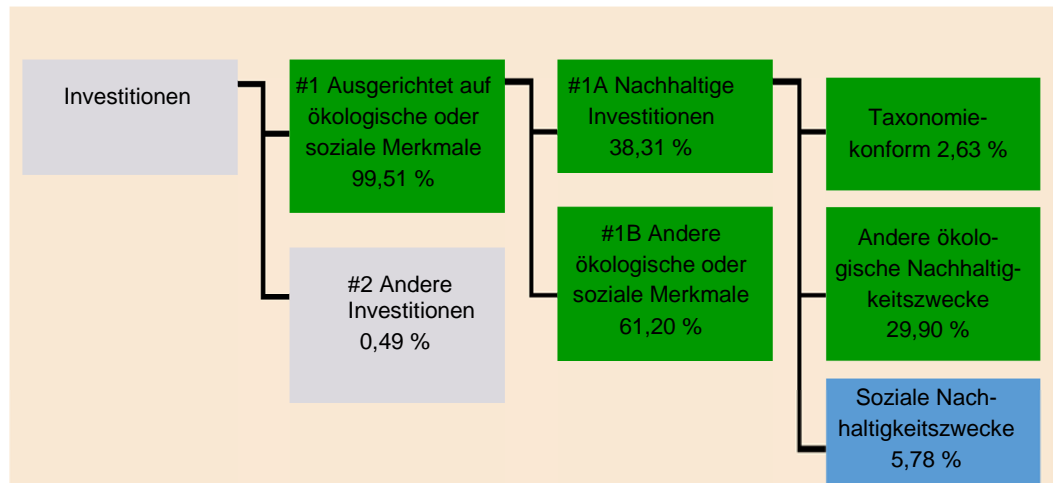 Investitionen
#1 Ausgerichtet auf
ökologische oder
soziale Merkmale
99,51 %
#2 Andere
Investitionen
0,49 %
#1A Nachhaltige
Investitionen
38,31 %
#1B Andere
ökologische oder
soziale Merkmale
61,20 %
Taxonomie-
konform 2,63 %
Andere ökolo-
gische Nachhaltig-
keitszwecke
29,90 %
Soziale Nach-
haltigkeitszwecke
5,78 %